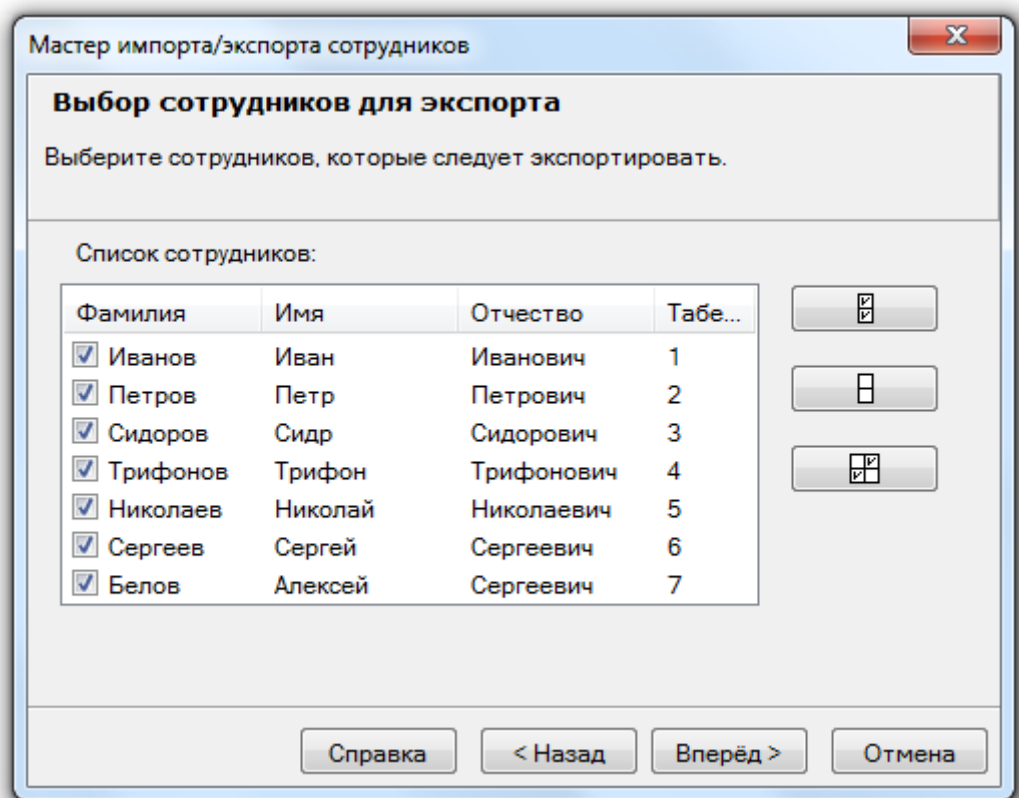 Мастер импорта/экспорта сотрудников
Выбор сотрудников для экспорта
Выберите сотрудников, которые следует экспортировать.
Список сотрудников:
Фамилия Имя Отчество Табе...
Иванов Иван Иванович 1
Петров Петр Петрович 2
Сидоров Сидр Сидорович 3
Трифонов Трифон Трифонович 4
Николаев Николай Николаевич 5
Сергеев Сергей Сергеевич 6
Белов Алексей Сергеевич 7
Справка < Назад Вперёд > Отмена